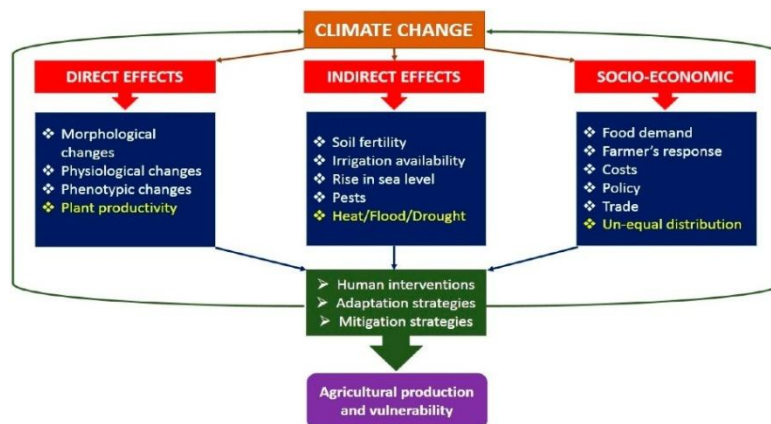 CLIMATE CHANGE
DIRECT EFFECTS
❖ Morphological
changes
❖ Physiological changes
❖ Phenotypic changes
❖ Plant productivity
INDIRECT EFFECTS
❖ Soil fertility
❖ Irrigation availability
❖ Rise in sea level
❖ Pests
❖ Heat/Flood/Drought
SOCIO-ECONOMIC
❖ Food demand
❖ Farmer's response
❖ Costs
❖ Policy
❖ Trade
❖ Un-equal distribution
➢ Human interventions
➢ Adaptation strategies
➢ Mitigation strategies
Agricultural production
and vulnerability